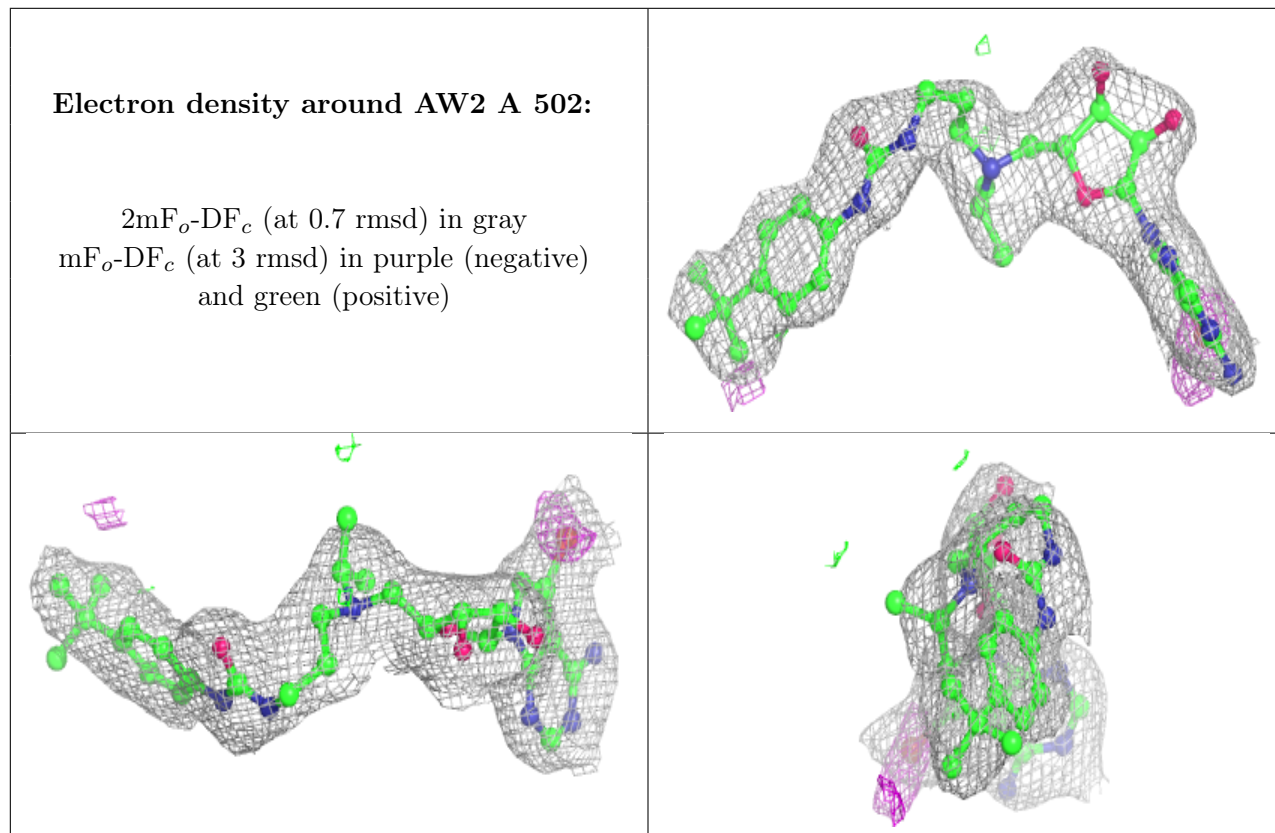 Electron density around AW2 A 502:
2mFo-DFc (at 0.7 rmsd) in gray
mFo-DFc (at 3 rmsd) in purple (negative)
and green (positive)